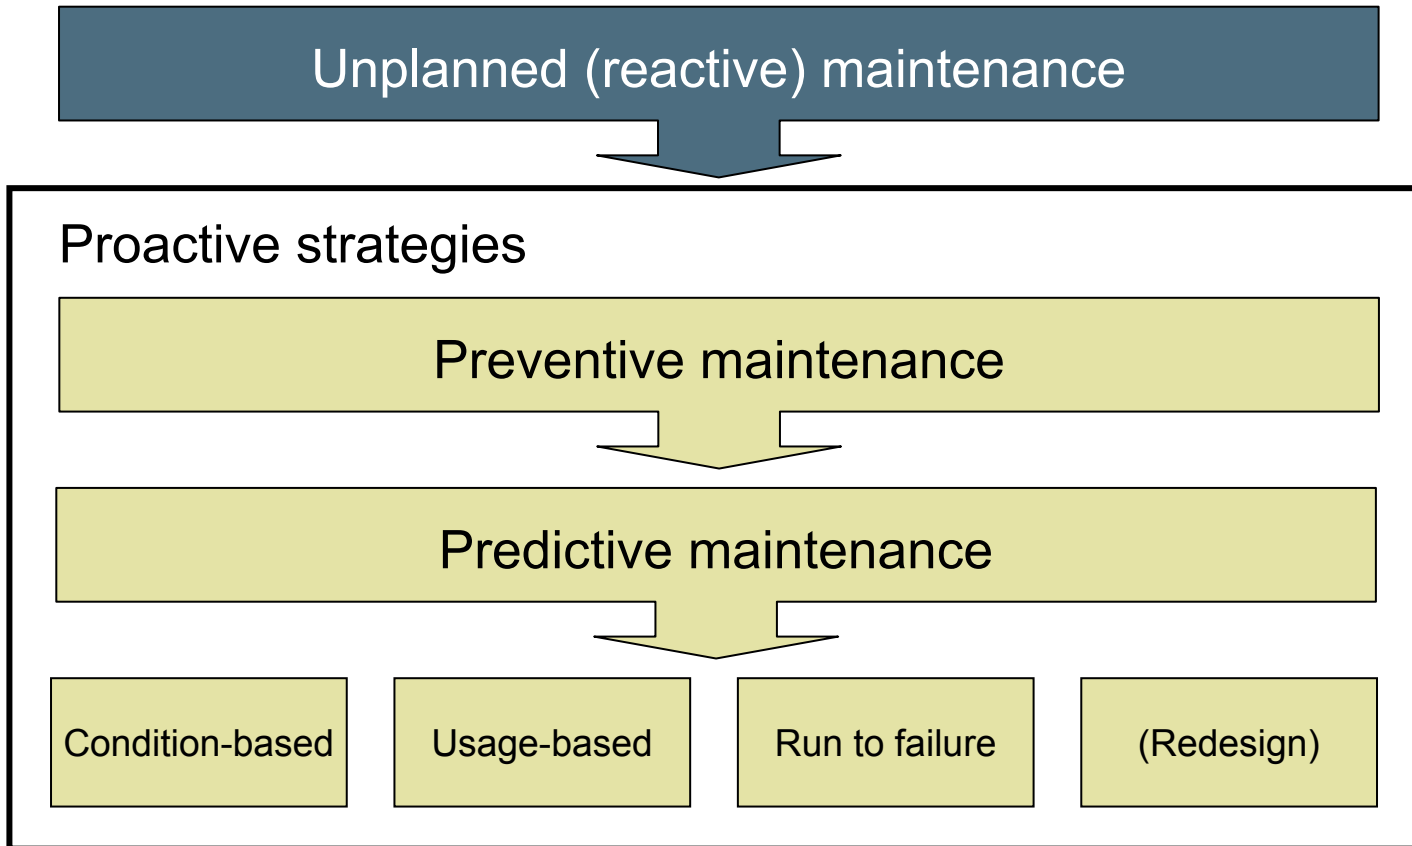 Unplanned (reactive) maintenance
Proactive strategies
Preventive maintenance
Predictive maintenance
Condition-based
Usage-based
Run to failure
(Redesign)